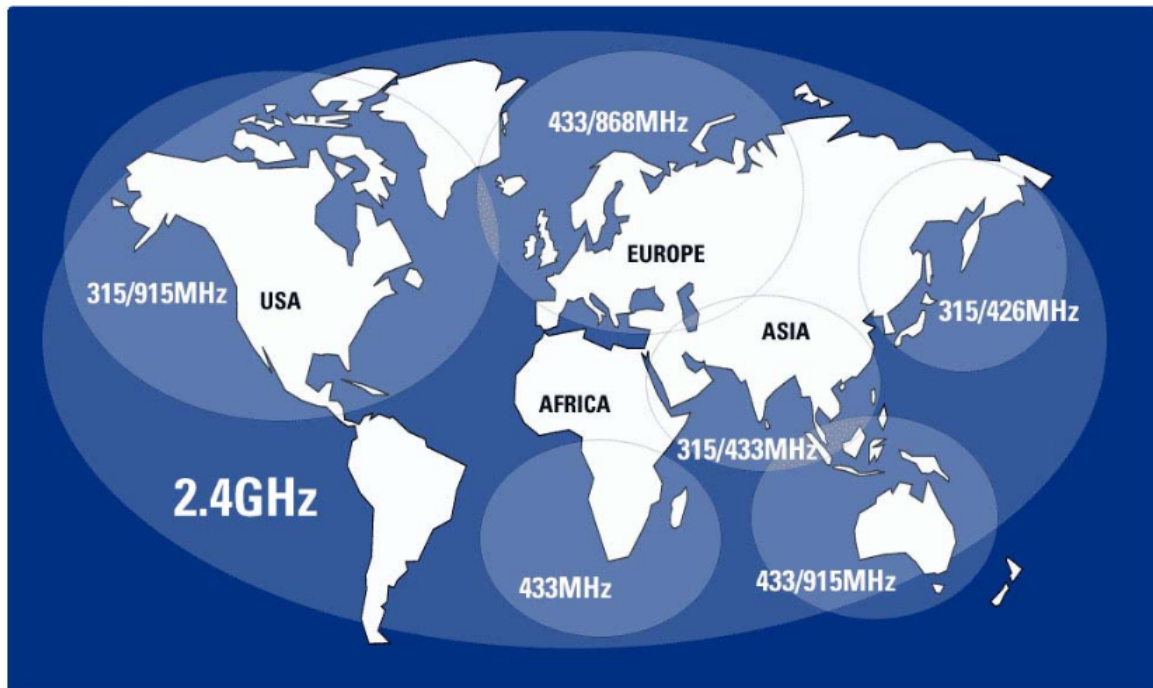 433/868MHz
EUROPE
315/915MHz
USA
315/426MHz
ASIA
AFRICA
315/433MHz
2.4GHz
433MHz
433/915MHz